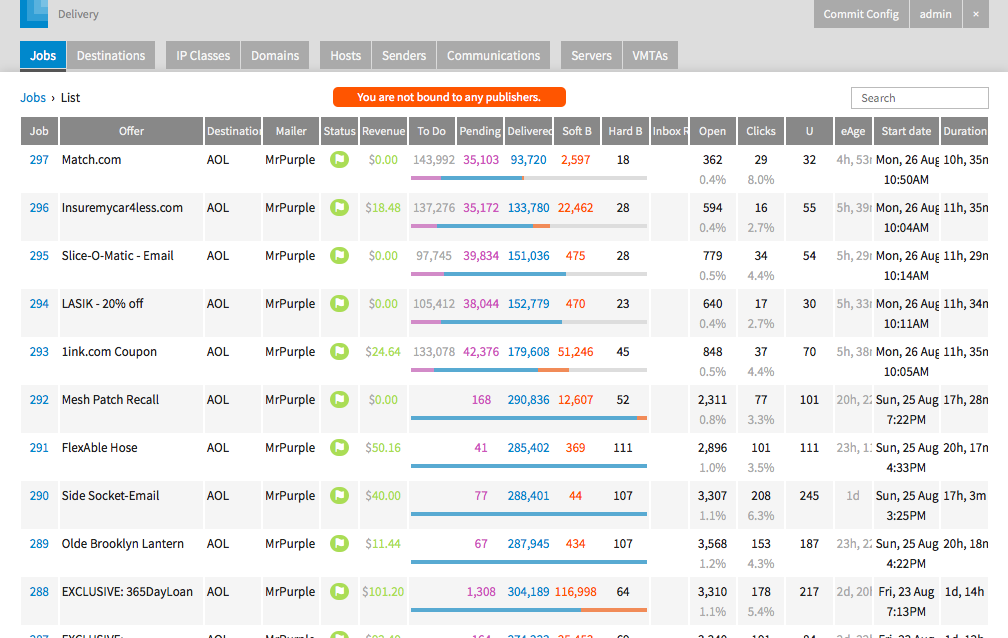 Delivery
Commit Config admin ×
Jobs Destinations IP Classes Domains Hosts Senders Communications Servers VMTAs
Jobs › List You are not bound to any publishers. Search
Job Offer Destination Mailer Status Revenue To Do Pending Delivered Soft B Hard B Inbox R Open Clicks U eAge Start date Duration
297 Match.com AOL MrPurple $0.00 143,992 35,103 93,720 2,597 18 362 29 32 4h, 53m Mon, 26 Aug 10h, 35m
0.4% 8.0% 10:50AM
296 Insuremycar4less.com AOL MrPurple $18.48 137,276 35,172 133,780 22,462 28 594 16 55 5h, 39m Mon, 26 Aug 11h, 35m
0.4% 2.7% 10:04AM
295 Slice-O-Matic - Email AOL MrPurple $0.00 97,745 39,834 151,036 475 28 779 34 54 5h, 29m Mon, 26 Aug 11h, 29m
0.5% 4.4% 10:14AM
294 LASIK - 20% off AOL MrPurple $0.00 105,412 38,044 152,779 470 23 640 17 30 5h, 33m Mon, 26 Aug 11h, 34m
0.4% 2.7% 10:11AM
293 1ink.com Coupon AOL MrPurple $24.64 133,078 42,376 179,608 51,246 45 848 37 70 5h, 38m Mon, 26 Aug 11h, 35m
0.5% 4.4% 10:05AM
292 Mesh Patch Recall AOL MrPurple $0.00 168 290,836 12,607 52 2,311 77 101 20h, 22 Sun, 25 Aug 17h, 28m
0.8% 3.3% 7:22PM
291 FlexAble Hose AOL MrPurple $50.16 41 285,402 369 111 2,896 101 111 23h, 1 Sun, 25 Aug 20h, 17m
1.0% 3.5% 4:33PM
290 Side Socket-Email AOL MrPurple $40.00 77 288,401 44 107 3,307 208 245 1d Sun, 25 Aug 17h, 3m
1.1% 6.3% 3:25PM
289 Olde Brooklyn Lantern AOL MrPurple $11.44 67 287,945 434 107 3,568 153 187 23h, 22 Sun, 25 Aug 20h, 18m
1.2% 4.3% 4:22PM
288 EXCLUSIVE: 365DayLoan AOL MrPurple $101.20 1,308 304,189 116,998 64 3,310 178 217 2d, 20h Fri, 23 Aug 1d, 14h
1.1% 5.4% 7:13PM